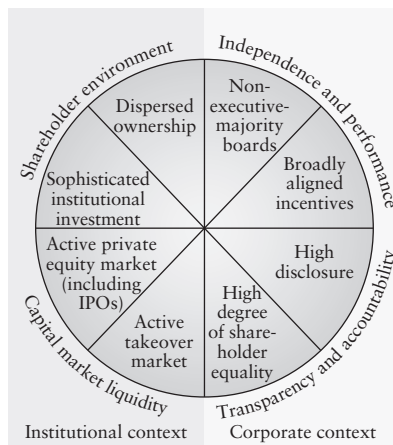 Shareholder environment
Independence and performance
Dispersed
ownership
Non-
executive-
majority
boards
Sophisticated
institutional
investment
Broadly
aligned
incentives
Active private
equity market
(including
IPOs)
High
disclosure
Active
takeover
market
High
degree
of share-
holder
equality
Capital market liquidity
Transparency and accountability
Institutional context
Corporate context